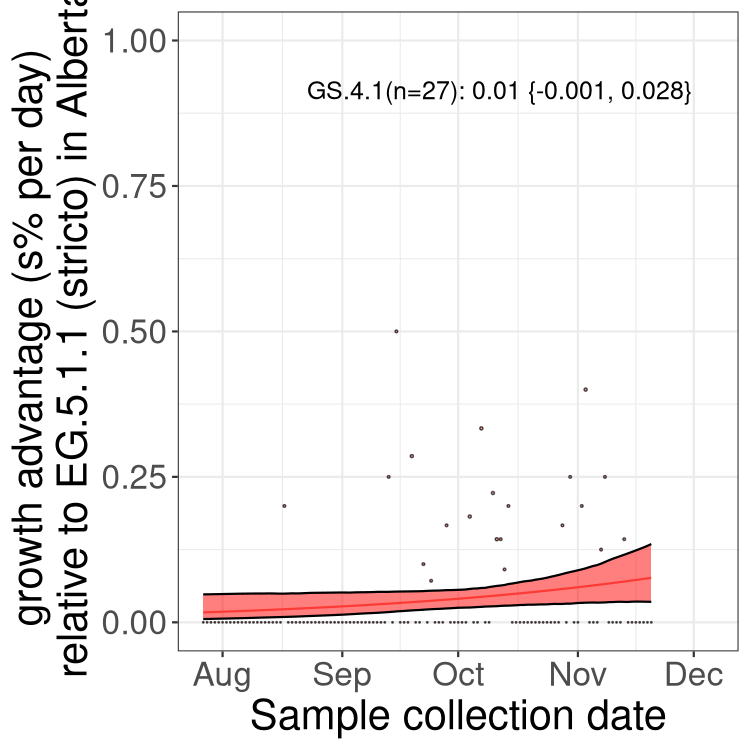 growth advantage (s% per day)
relative to EG.5.1.1 (stricto) in Alberta
1.00
0.75
0.50
0.25
0.00
GS.4.1(n=27): 0.01 {-0.001, 0.028}
Aug Sep Oct Nov Dec
Sample collection date